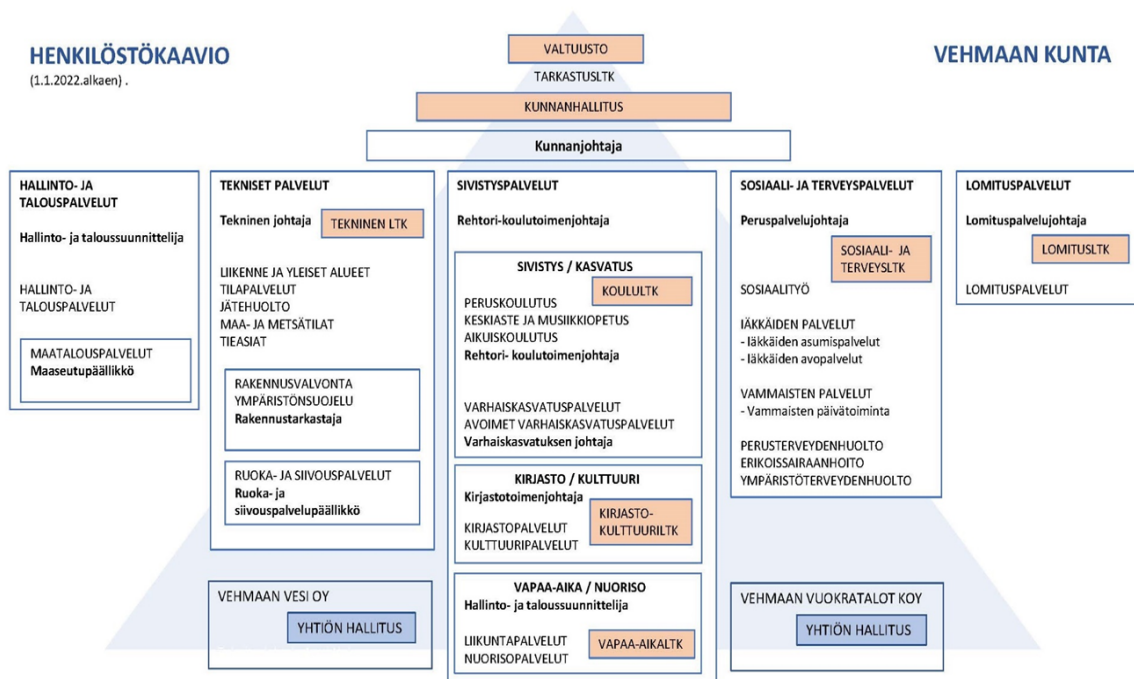 HENKILÖSTÖKAAVIO
(1.1.2022.alkaen) .
VEHMAAN KUNTA
VALTUUSTO
TARKASTUSLTK
KUNNANHALLITUS
Kunnanjohtaja
HALLINTO- JA
TALOUSPALVELUT
Hallinto- ja taloussuunnittelija
HALLINTO- JA
TALOUSPALVELUT
MAATALOUSPALVELUT
Maaseutupäällikkö
TEKNISET PALVELUT
Tekninen johtaja
TEKNINEN LTK
LIIKENNE JA YLEISET ALUEET
TILAPALVELUT
JÄTEHUOLTO
MAA- JA METSÄTILAT
TIEASIAT
RAKENNUSVALVONTA
YMPÄRISTÖNSUOJELU
Rakennustarkastaja
RUOKA- JA SIIVOUSPALVELUT
Ruoka- ja
siivouspalvelupäällikkö
VEHMAAN VESI OY
YHTIÖN HALLITUS
SIVISTYSPALVELUT
Rehtori-koulutoimenjohtaja
SIVISTYS / KASVATUS
KOULULTK
PERUSKOULUTUS
KESKIASTE JA MUSIIKKIOPETUS
AIKUISKOULUTUS
Rehtori- koulutoimenjohtaja
VARHAISKASVATUSPALVELUT
AVOIMET VARHAISKASVATUSPALVELUT
Varhaiskasvatuksen johtaja
KIRJASTO / KULTTUURI
Kirjastotoimenjohtaja
KIRJASTO-
KULTTUURILTK
KIRJASTOPALVELUT
KULTTUURIPALVELUT
VAPAA-AIKA / NUORISO
Hallinto- ja taloussuunnittelija
LIIKUNTAPALVELUT
NUORISOPALVELUT
VAPAA-AIKALTK
SOSIAALI- JA TERVEYSPALVELUT
Peruspalvelujohtaja
SOSIAALI- JA
TERVEYSLTK
SOSIAALITYÖ
IÄKKÄIDEN PALVELUT
- Iäkkäiden asumispalvelut
- Iäkkäiden avopalvelut
VAMMAISTEN PALVELUT
- Vammaisten päivätoiminta
PERUSTERVEYDENHUOLTO
ERIKOISSAIRAANHOITO
YMPÄRISTÖTERVEYDENHUOLTO
VEHMAAN VUOKRATALOT KOY
YHTIÖN HALLITUS
LOMITUSPALVELUT
Lomituspalvelujohtaja
LOMITUSLTK
LOMITUSPALVELUT